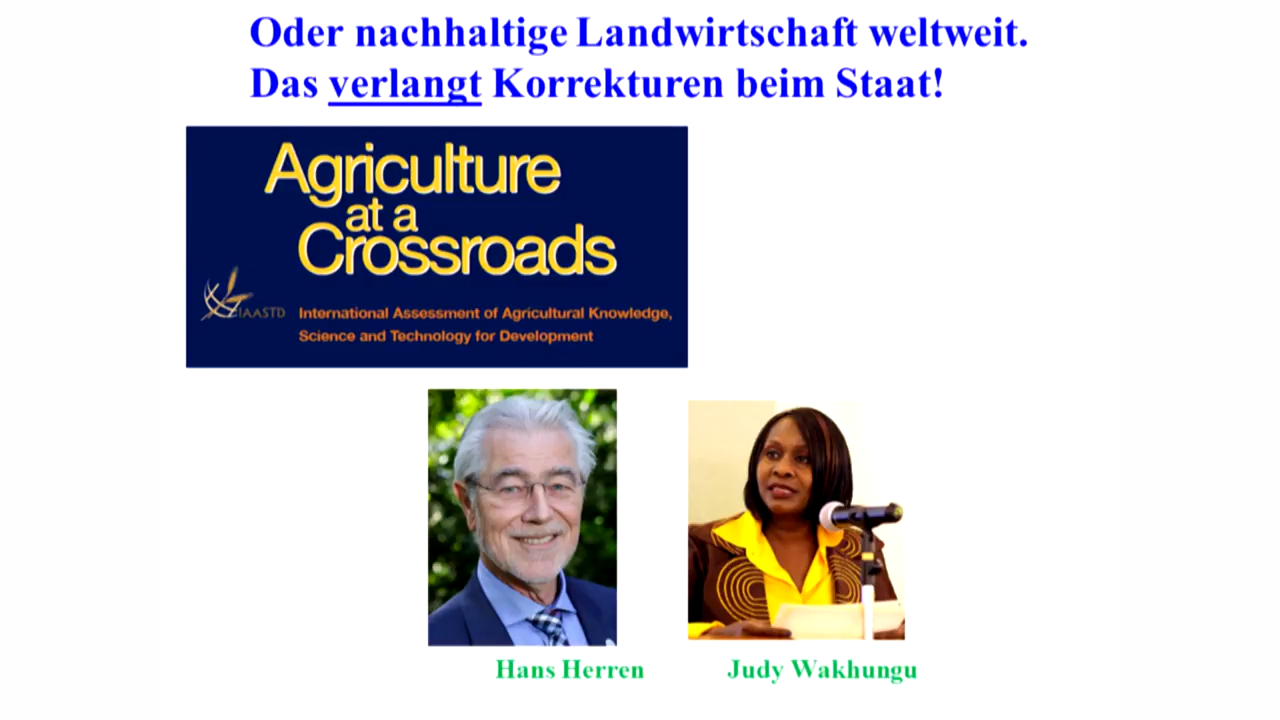 Oder nachhaltige Landwirtschaft weltweit.
Das verlangt Korrekturen beim Staat!
Agriculture
at a
Crossroads
IAASTD
International Assessment of Agricultural Knowledge,
Science and Technology for Development
Hans Herren
Judy Wakhungu